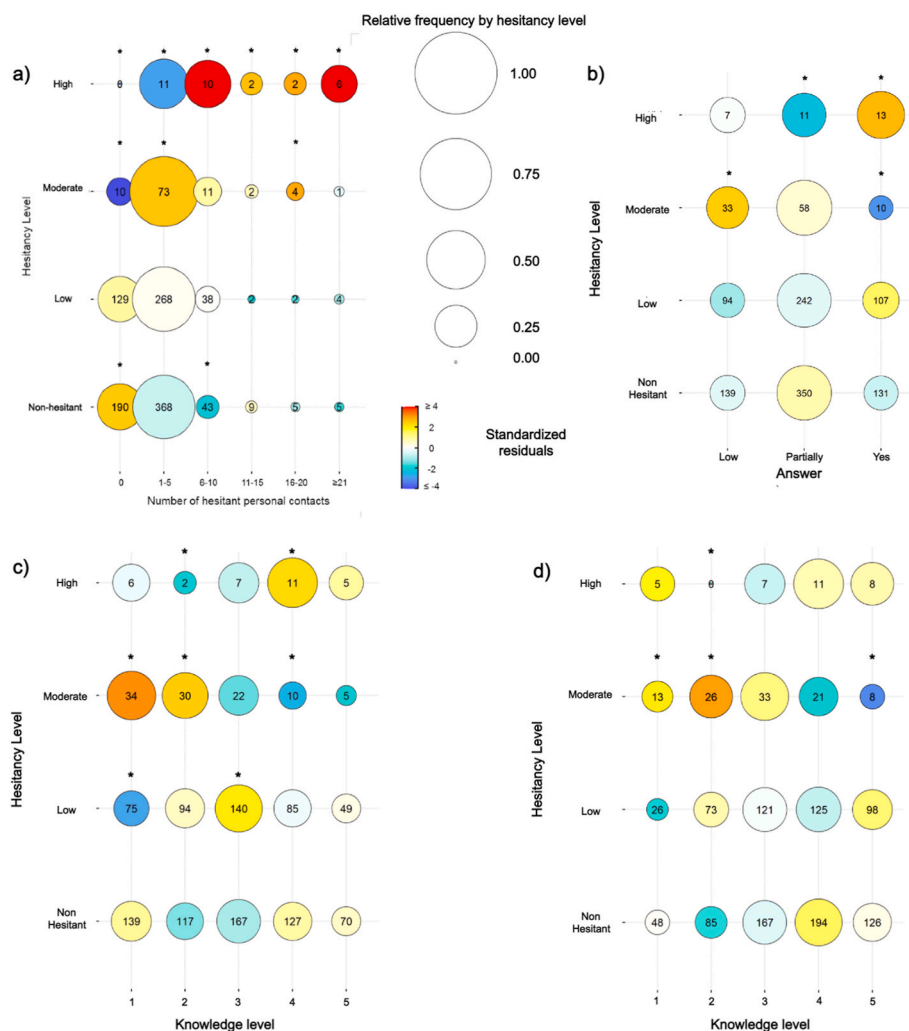 Relative frequency by hesitancy level
a)
* * * * * *
High 0 11 10 2 2 6
* * *
Moderate 10 73 11 2 4 1
Low 129 268 38 2 2 4
* *
Non-hesitant 190 368 43 9 5 5
0 1-5 6-10 11-15 16-20 ≥21
Number of hesitant personal contacts
Hesitancy Level
1.00
0.75
0.50
0.25
0.00
≥ 4
2
0
-2
≤ -4
Standardized
residuals
b)
* *
High 7 11 13
* *
Moderate 33 58 10
Low 94 242 107
Non
Hesitant 139 350 131
Low Partially Yes
Answer
Hesitancy Level
c)
* *
High 6 2 7 11 5
* * *
Moderate 34 30 22 10 5
* *
Low 75 94 140 85 49
Non
Hesitant 139 117 167 127 70
1 2 3 4 5
Knowledge level
Hesitancy Level
d)
*
High 5 0 7 11 8
* * *
Moderate 13 26 33 21 8
Low 26 73 121 125 98
Non
Hesitant 48 85 167 194 126
1 2 3 4 5
Knowledge level
Hesitancy Level